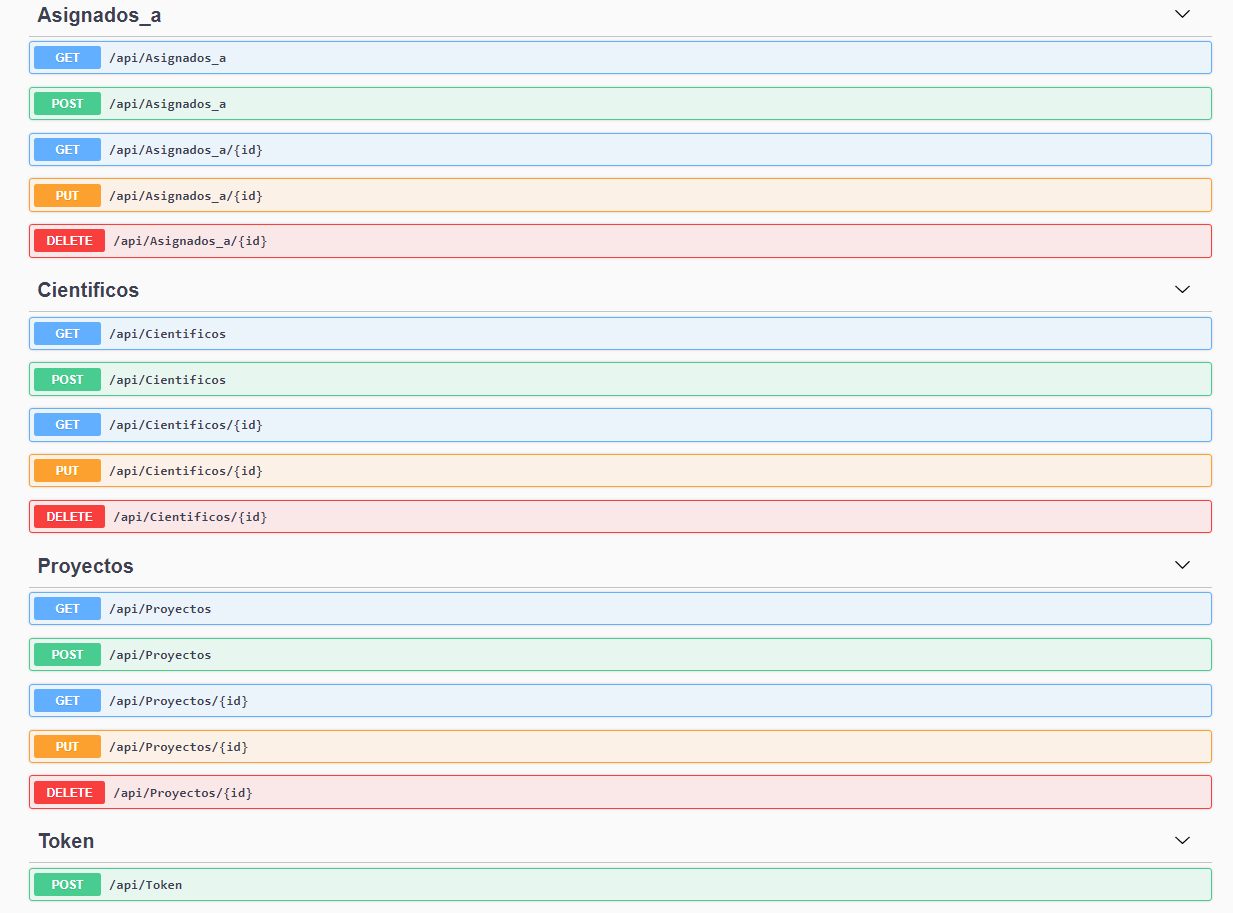 Asignados_a
GET /api/Asignados_a
POST /api/Asignados_a
GET /api/Asignados_a/{id}
PUT /api/Asignados_a/{id}
DELETE /api/Asignados_a/{id}
Cientificos
GET /api/Cientificos
POST /api/Cientificos
GET /api/Cientificos/{id}
PUT /api/Cientificos/{id}
DELETE /api/Cientificos/{id}
Proyectos
GET /api/Proyectos
POST /api/Proyectos
GET /api/Proyectos/{id}
PUT /api/Proyectos/{id}
DELETE /api/Proyectos/{id}
Token
POST /api/Token